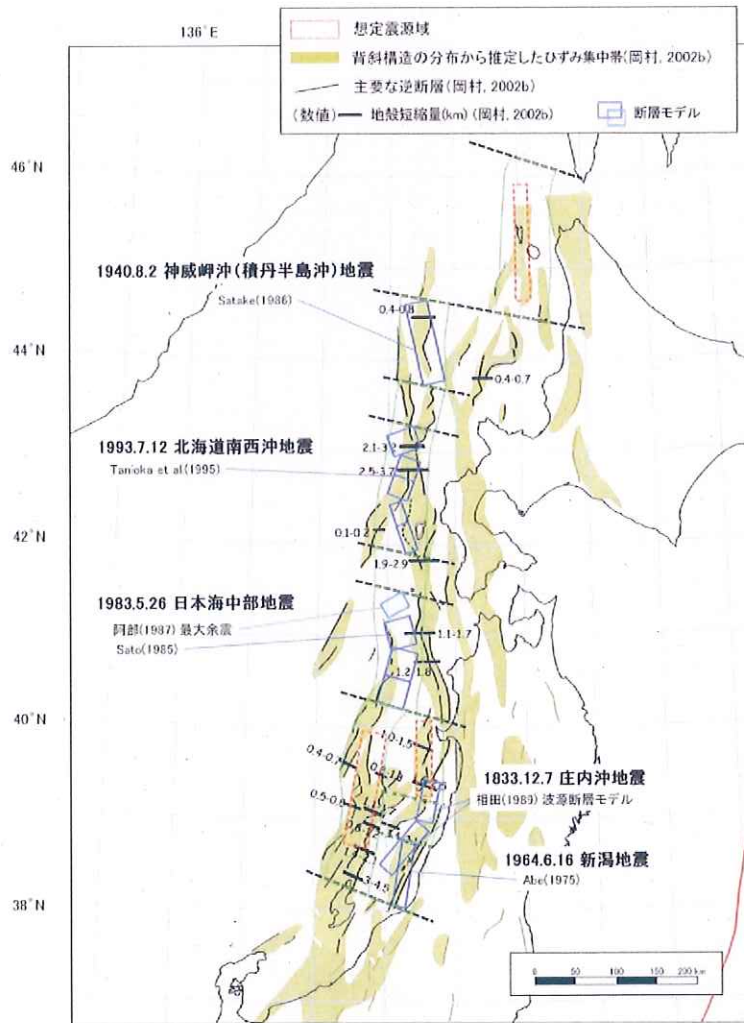 136°E
想定震源域
背斜構造の分布から推定したひずみ集中帯(岡村, 2002b)
主要な逆断層(岡村, 2002b)
(数値) 地殻短縮量(km) (岡村, 2002b) 断層モデル
46°N
1940.8.2 神威岬沖(積丹半島沖)地震
Satake(1986)
0.4-0.8
44°N
0.4-0.7
1993.7.12 北海道南西沖地震
Tanioka et al(1995)
2.5-3.7
42°N
0.1-0.2
1.9-2.9
1983.5.26 日本海中部地震
阿部(1987) 最大余震
Sato(1985)
1.1-1.7
1.2-1.8
40°N
1.0-1.5
0.4-0.7
1833.12.7 庄内沖地震
相田(1989) 波源断層モデル
1964.6.16 新潟地震
Abe(1975)
38°N
3-4.5
0 50 100 150 200 km